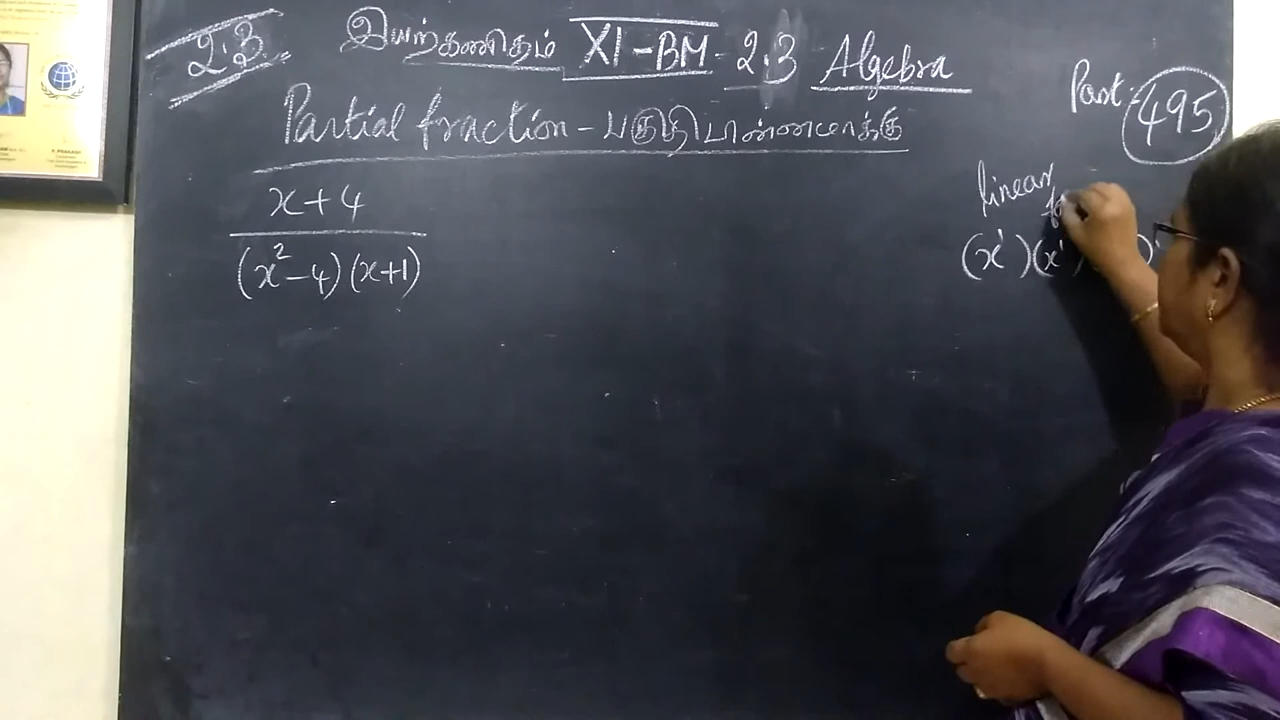 2.3. இயற்கணிதம் XI-BM-2.3 Algebra
Part: 495
Partial fraction - பகுதி பின்னமாக்கு
x+4
(x²-4)(x+1)
linear
(x¹)(x¹)